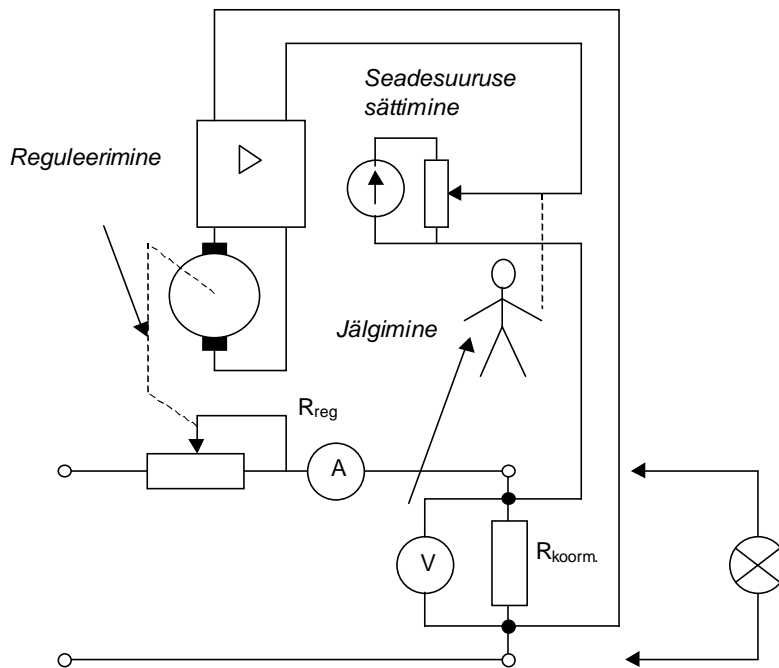 Seadesuuruse
sättimine
Reguleerimine
Jälgimine
Rreg
A
V
Rkoorm.